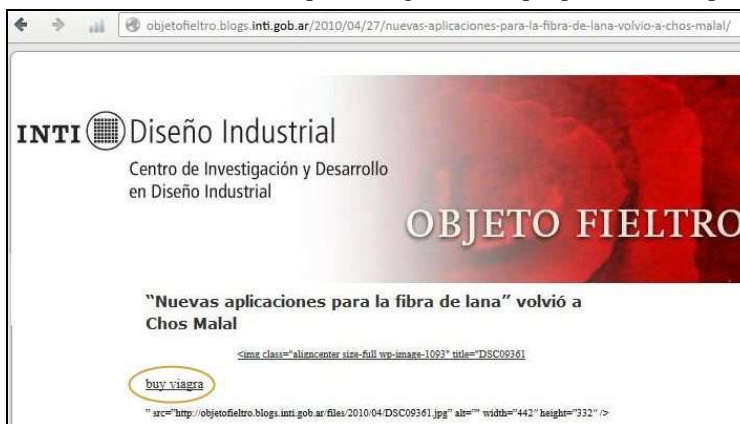 objetofieltro.blogs.inti.gob.ar/2010/04/27/nuevas-aplicaciones-para-la-fibra-de-lana-volvio-a-chos-malal/
INTI Diseño Industrial
Centro de Investigación y Desarrollo
en Diseño Industrial
OBJETO FIELTRO
“Nuevas aplicaciones para la fibra de lana” volvió a
Chos Malal
<img class="aligncenter size-full wp-image-1093" title="DSC09361
buy viagra
" src="http://objetofieltro.blogs.inti.gob.ar/files/2010/04/DSC09361.jpg" alt="" width="442" height="332" />